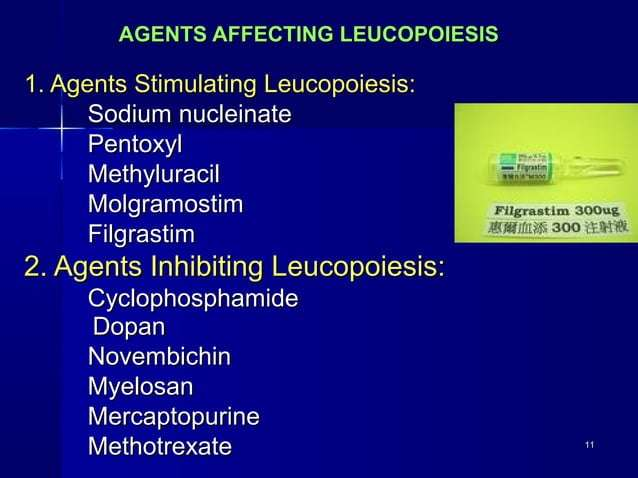 AGENTS AFFECTING LEUCOPOIESIS
1. Agents Stimulating Leucopoiesis:
Sodium nucleinate
Pentoxyl
Methyluracil
Molgramostim
Filgrastim
Filgrastim
Filgrastim 300ug
惠爾血添 300 注射液
2. Agents Inhibiting Leucopoiesis:
Cyclophosphamide
Dopan
Novembichin
Myelosan
Mercaptopurine
Methotrexate
11